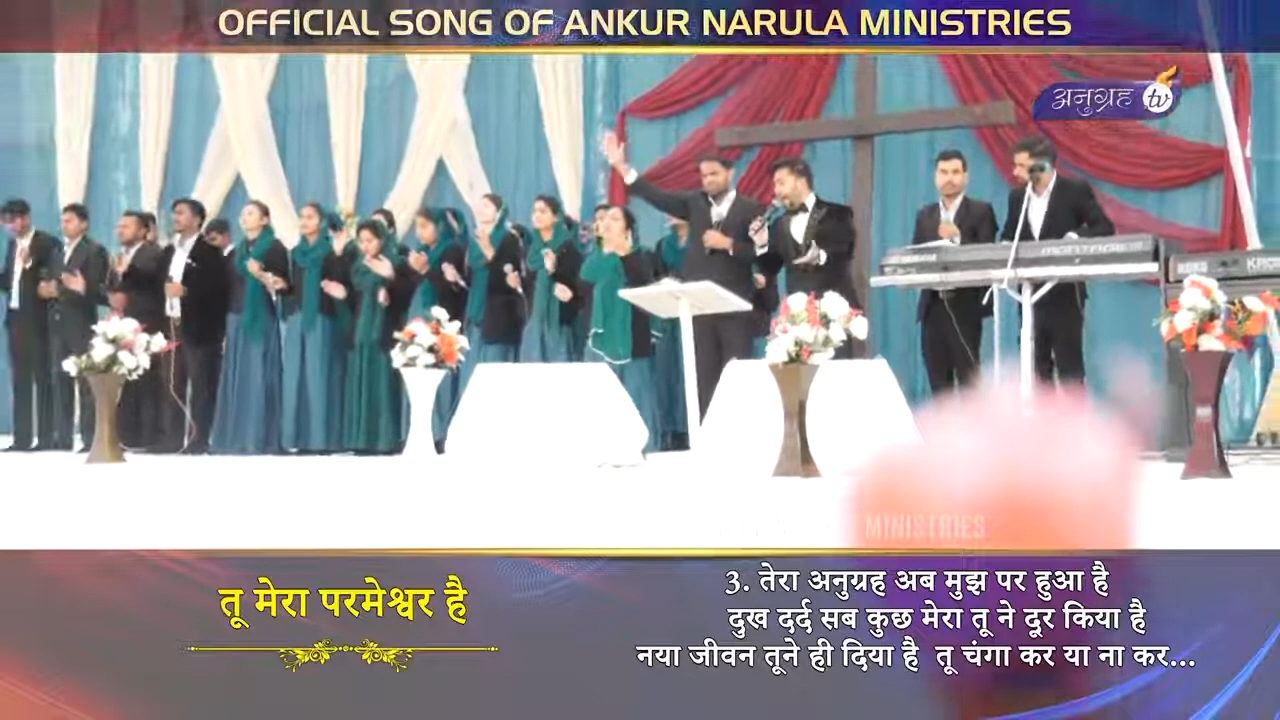 OFFICIAL SONG OF ANKUR NARULA MINISTRIES
अनुग्रह tv
MONTAGE
KROSS
MINISTRIES
तू मेरा परमेश्वर है
3. तेरा अनुग्रह अब मुझ पर हुआ है
दुख दर्द सब कुछ मेरा तू ने दूर किया है
नया जीवन तूने ही दिया है तू चंगा कर या ना कर...